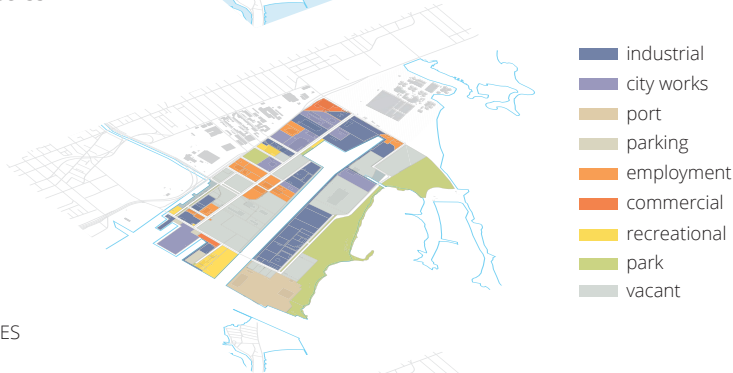 industrial
city works
port
parking
employment
commercial
recreational
park
vacant
ES